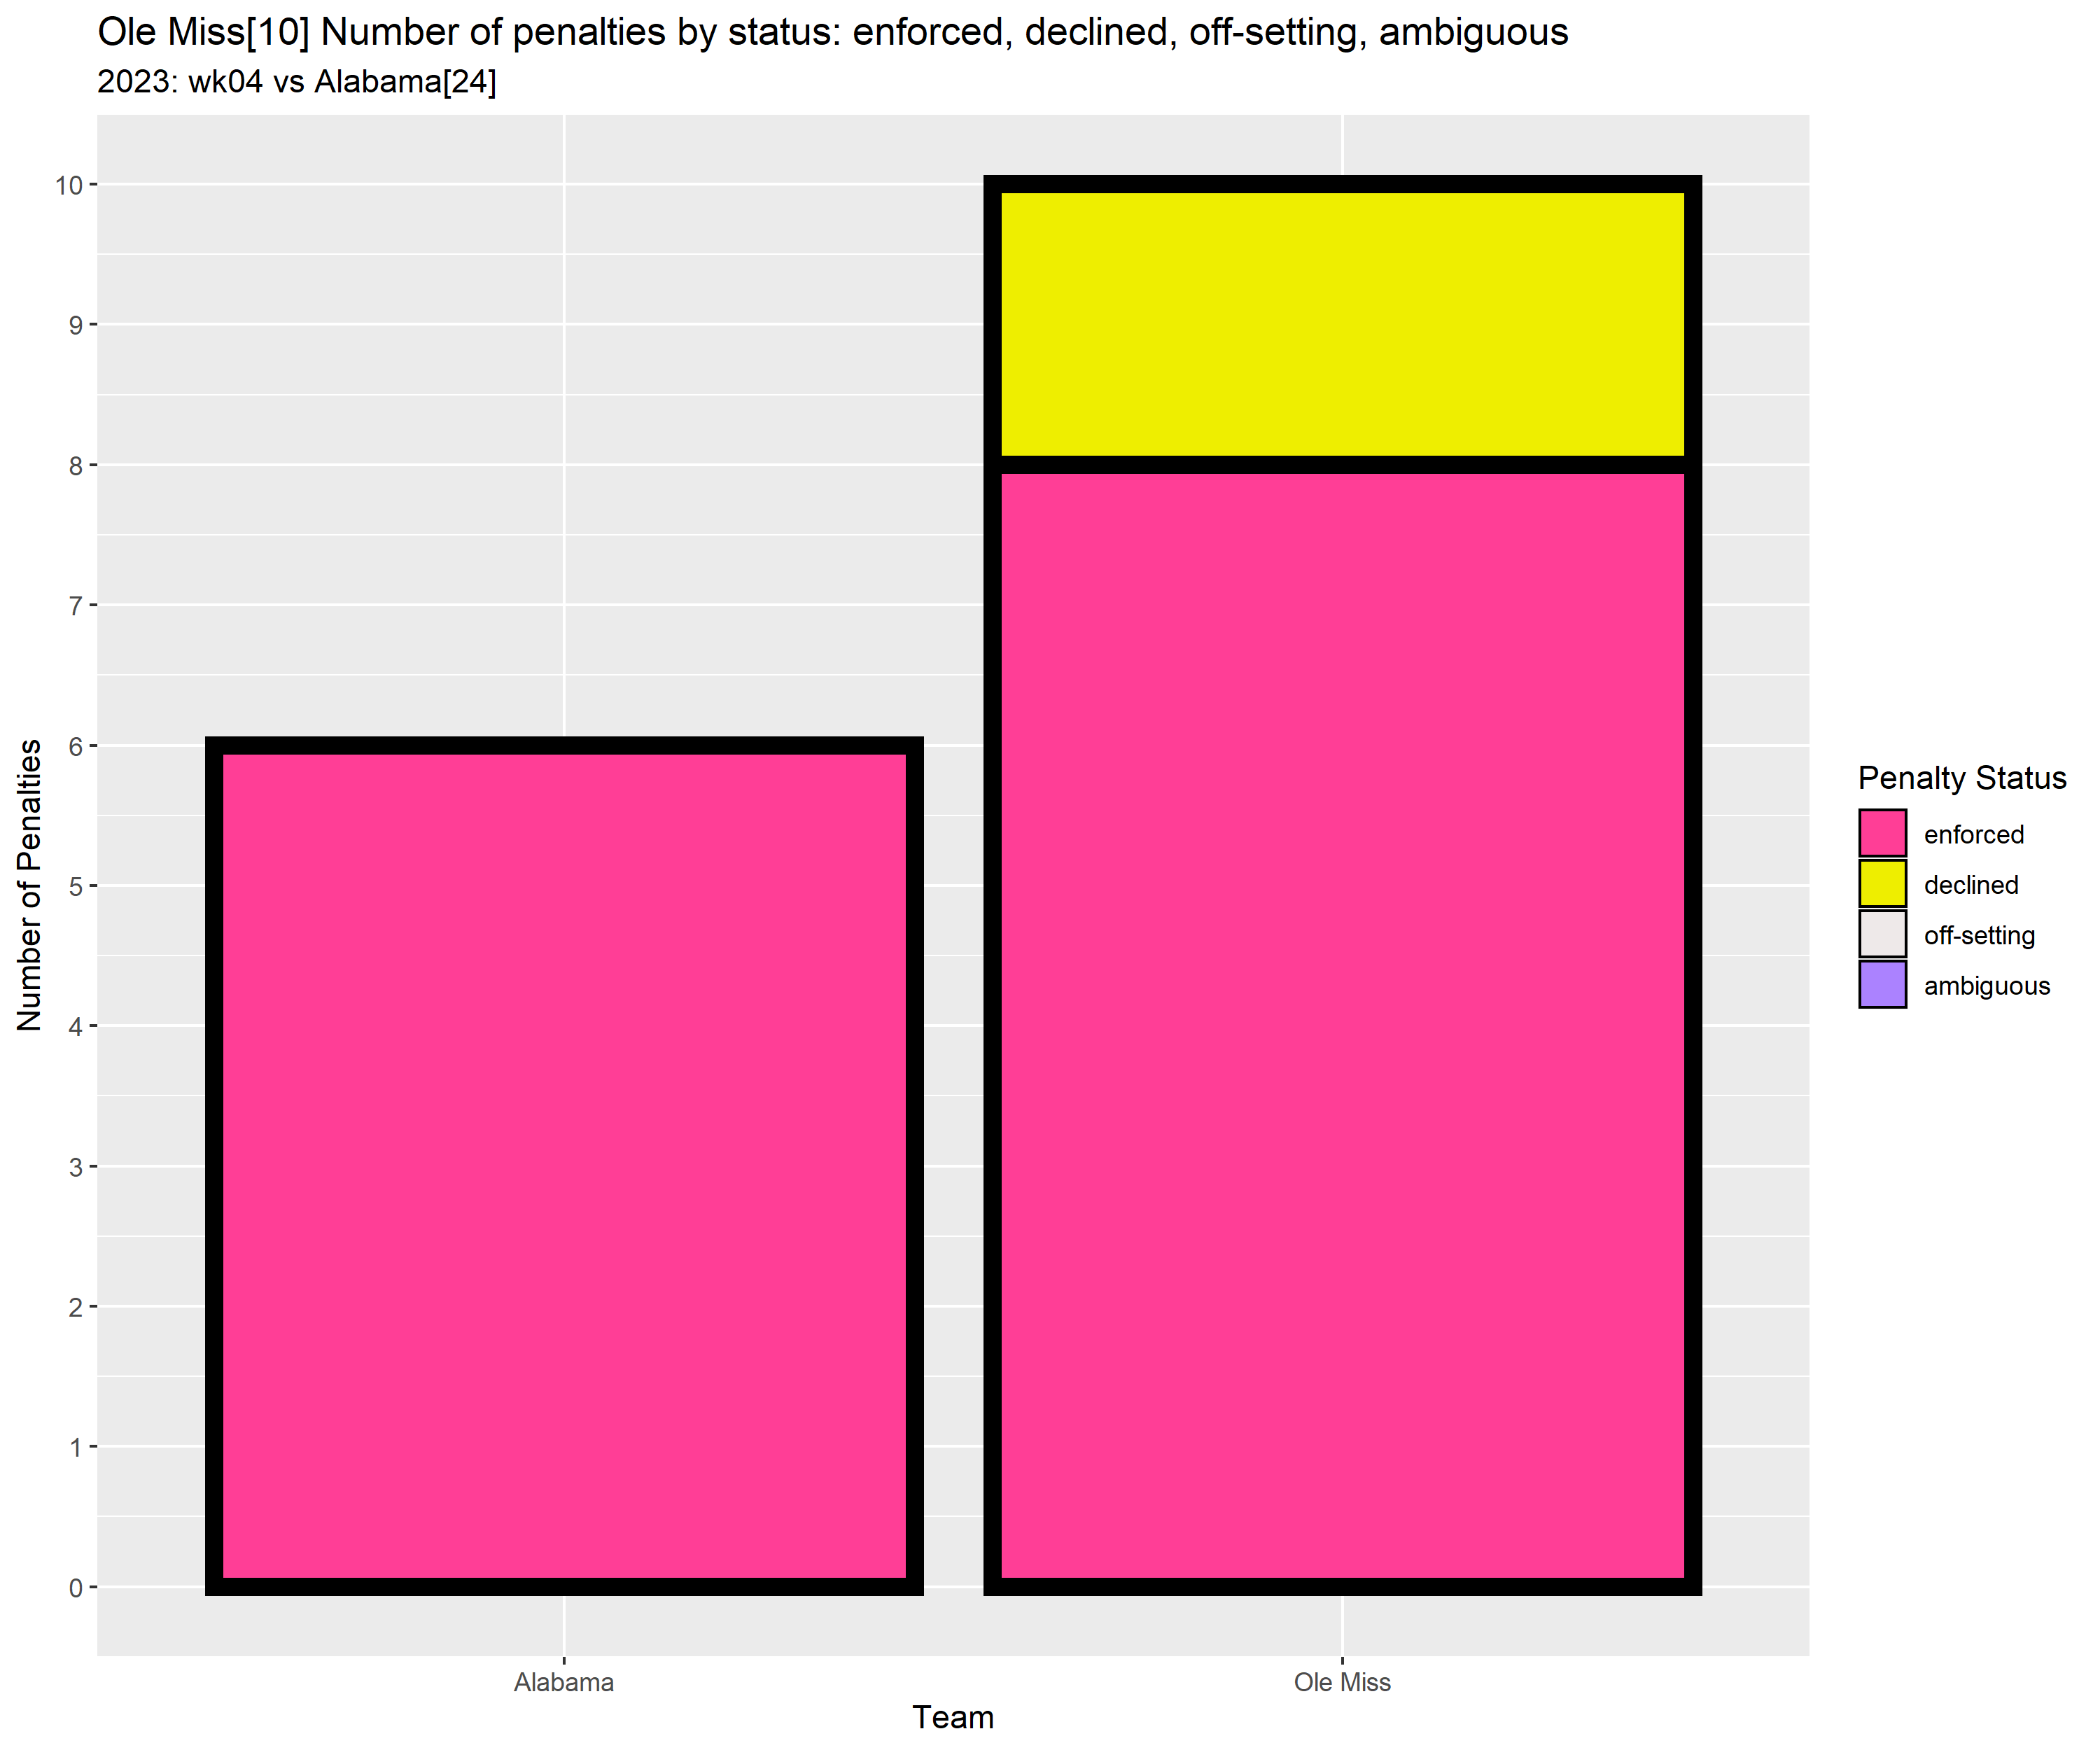 Ole Miss[10] Number of penalties by status: enforced, declined, off-setting, ambiguous
2023: wk04 vs Alabama[24]
Number of Penalties
10
9
8
7
6
5
4
3
2
1
0
Alabama
Ole Miss
Team
Penalty Status
enforced
declined
off-setting
ambiguous